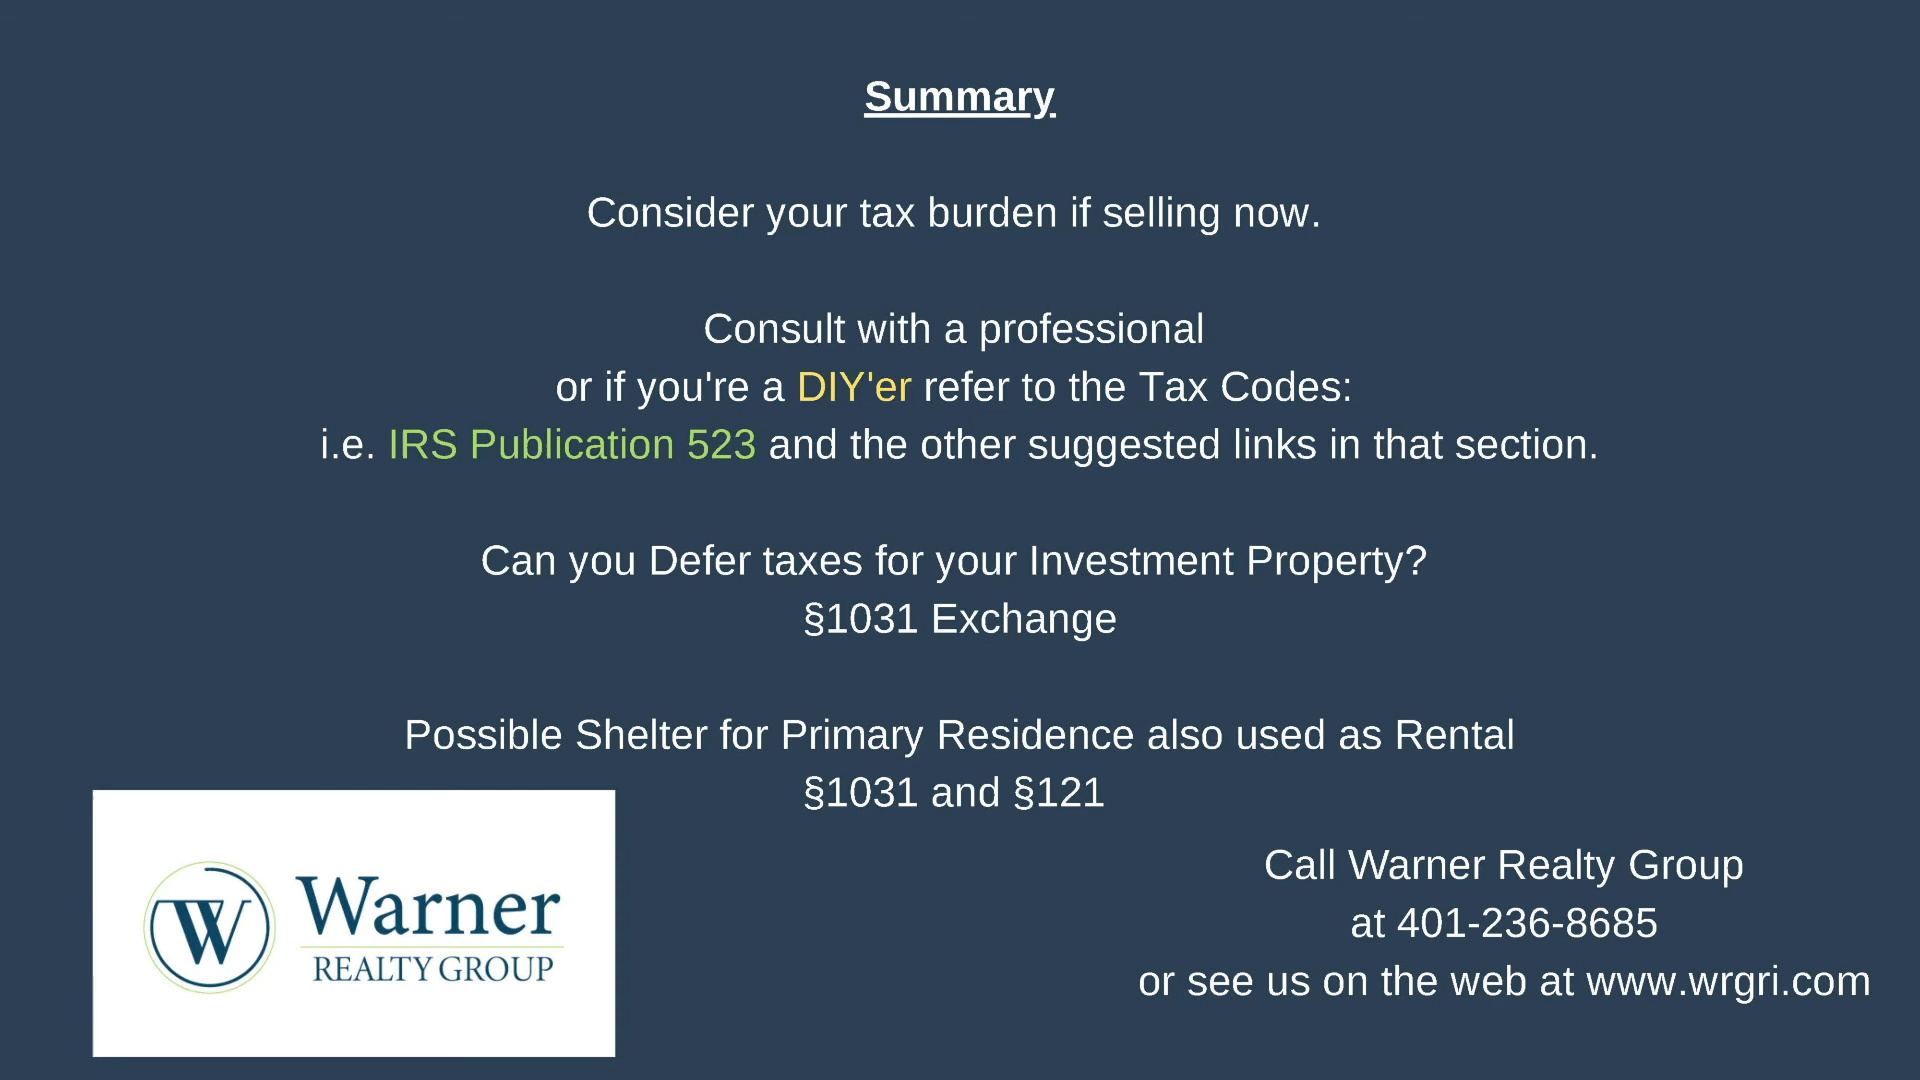 Summary
Consider your tax burden if selling now.
Consult with a professional
or if you're a DIY'er refer to the Tax Codes:
i.e. IRS Publication 523 and the other suggested links in that section.
Can you Defer taxes for your Investment Property?
§1031 Exchange
Possible Shelter for Primary Residence also used as Rental
§1031 and §121
W
Warner
REALTY GROUP
Call Warner Realty Group
at 401-236-8685
or see us on the web at www.wrgri.com